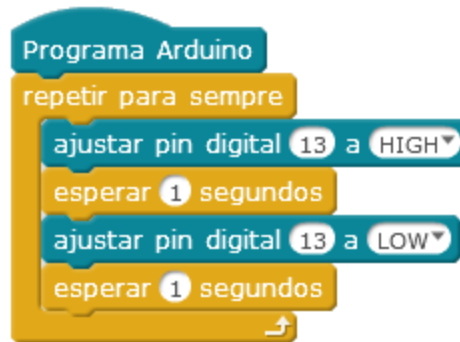 Programa Arduino
repetir para sempre
ajustar pin digital 13 a HIGH
esperar 1 segundos
ajustar pin digital 13 a LOW
esperar 1 segundos